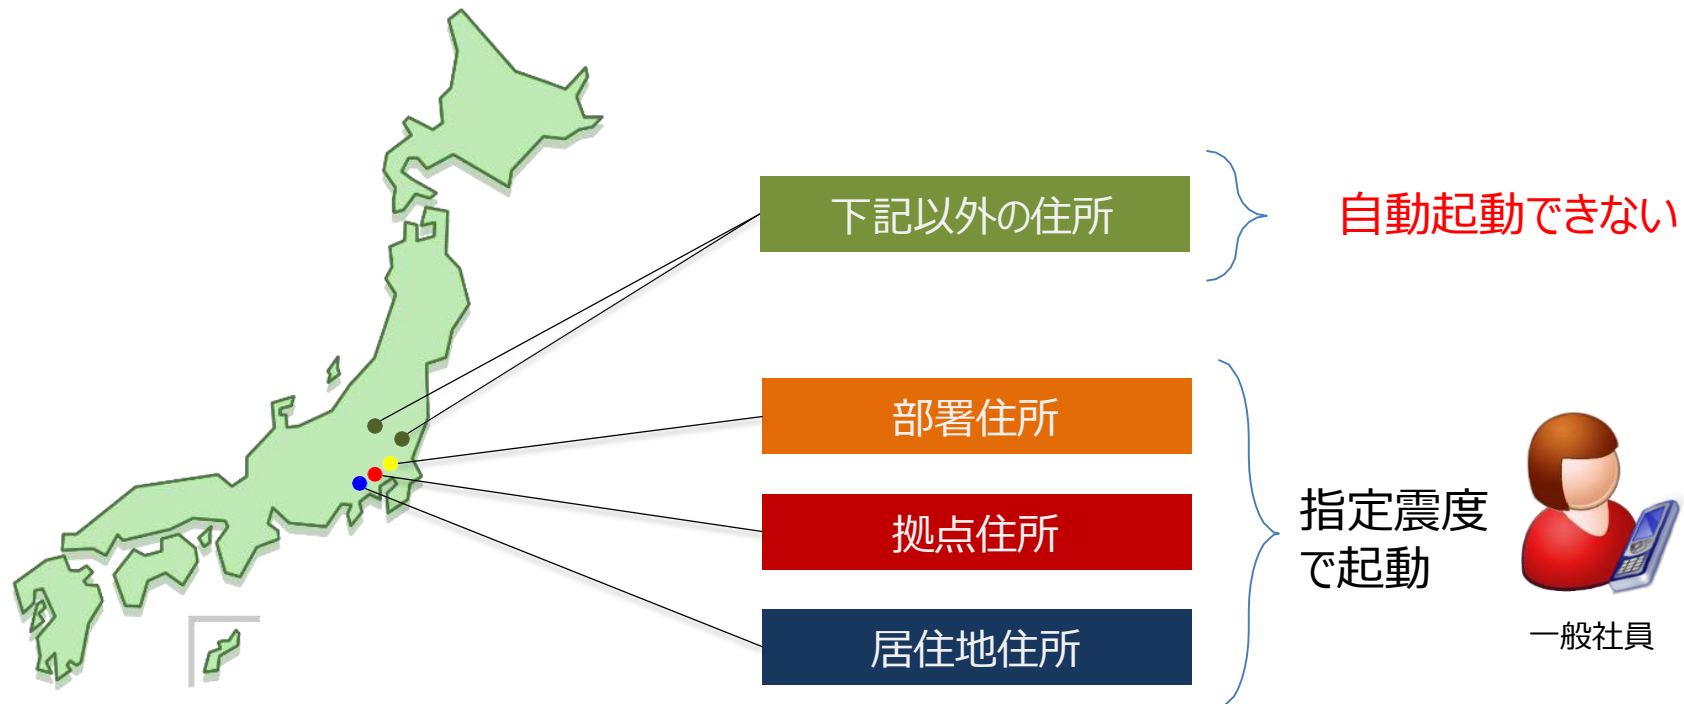 下記以外の住所
自動起動できない
部署住所
拠点住所
居住地住所
指定震度
で起動
一般社員